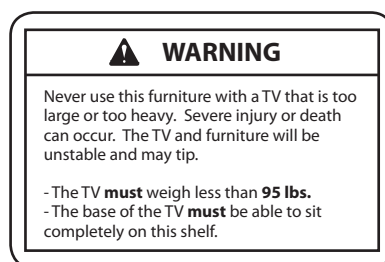 WARNING
Never use this furniture with a TV that is too
large or too heavy. Severe injury or death
can occur. The TV and furniture will be
unstable and may tip.
- The TV must weigh less than 95 lbs.
- The base of the TV must be able to sit
completely on this shelf.